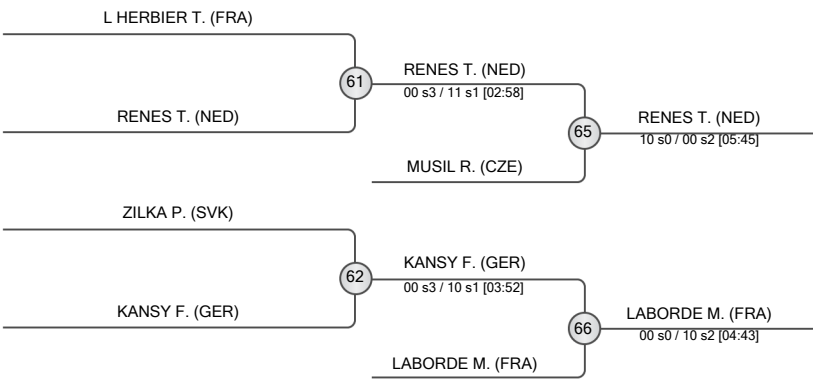 L HERBIER T. (FRA)
61
RENES T. (NED)
00 s3 / 11 s1 [02:58]
RENES T. (NED)
65
RENES T. (NED)
10 s0 / 00 s2 [05:45]
MUSIL R. (CZE)
ZILKA P. (SVK)
62
KANSY F. (GER)
00 s3 / 10 s1 [03:52]
KANSY F. (GER)
66
LABORDE M. (FRA)
00 s0 / 10 s2 [04:43]
LABORDE M. (FRA)